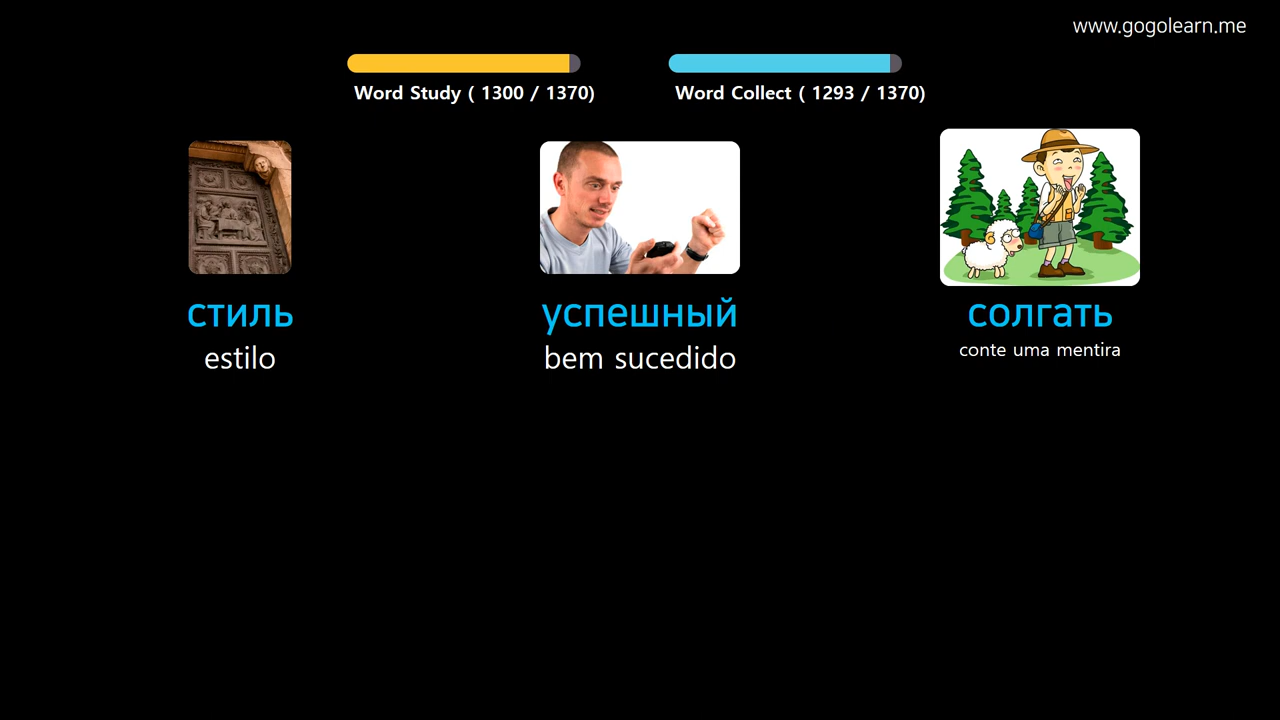 www.gogolearn.me
Word Study ( 1300 / 1370)
Word Collect ( 1293 / 1370)
стиль
estilo
успешный
bem sucedido
солгать
conte uma mentira